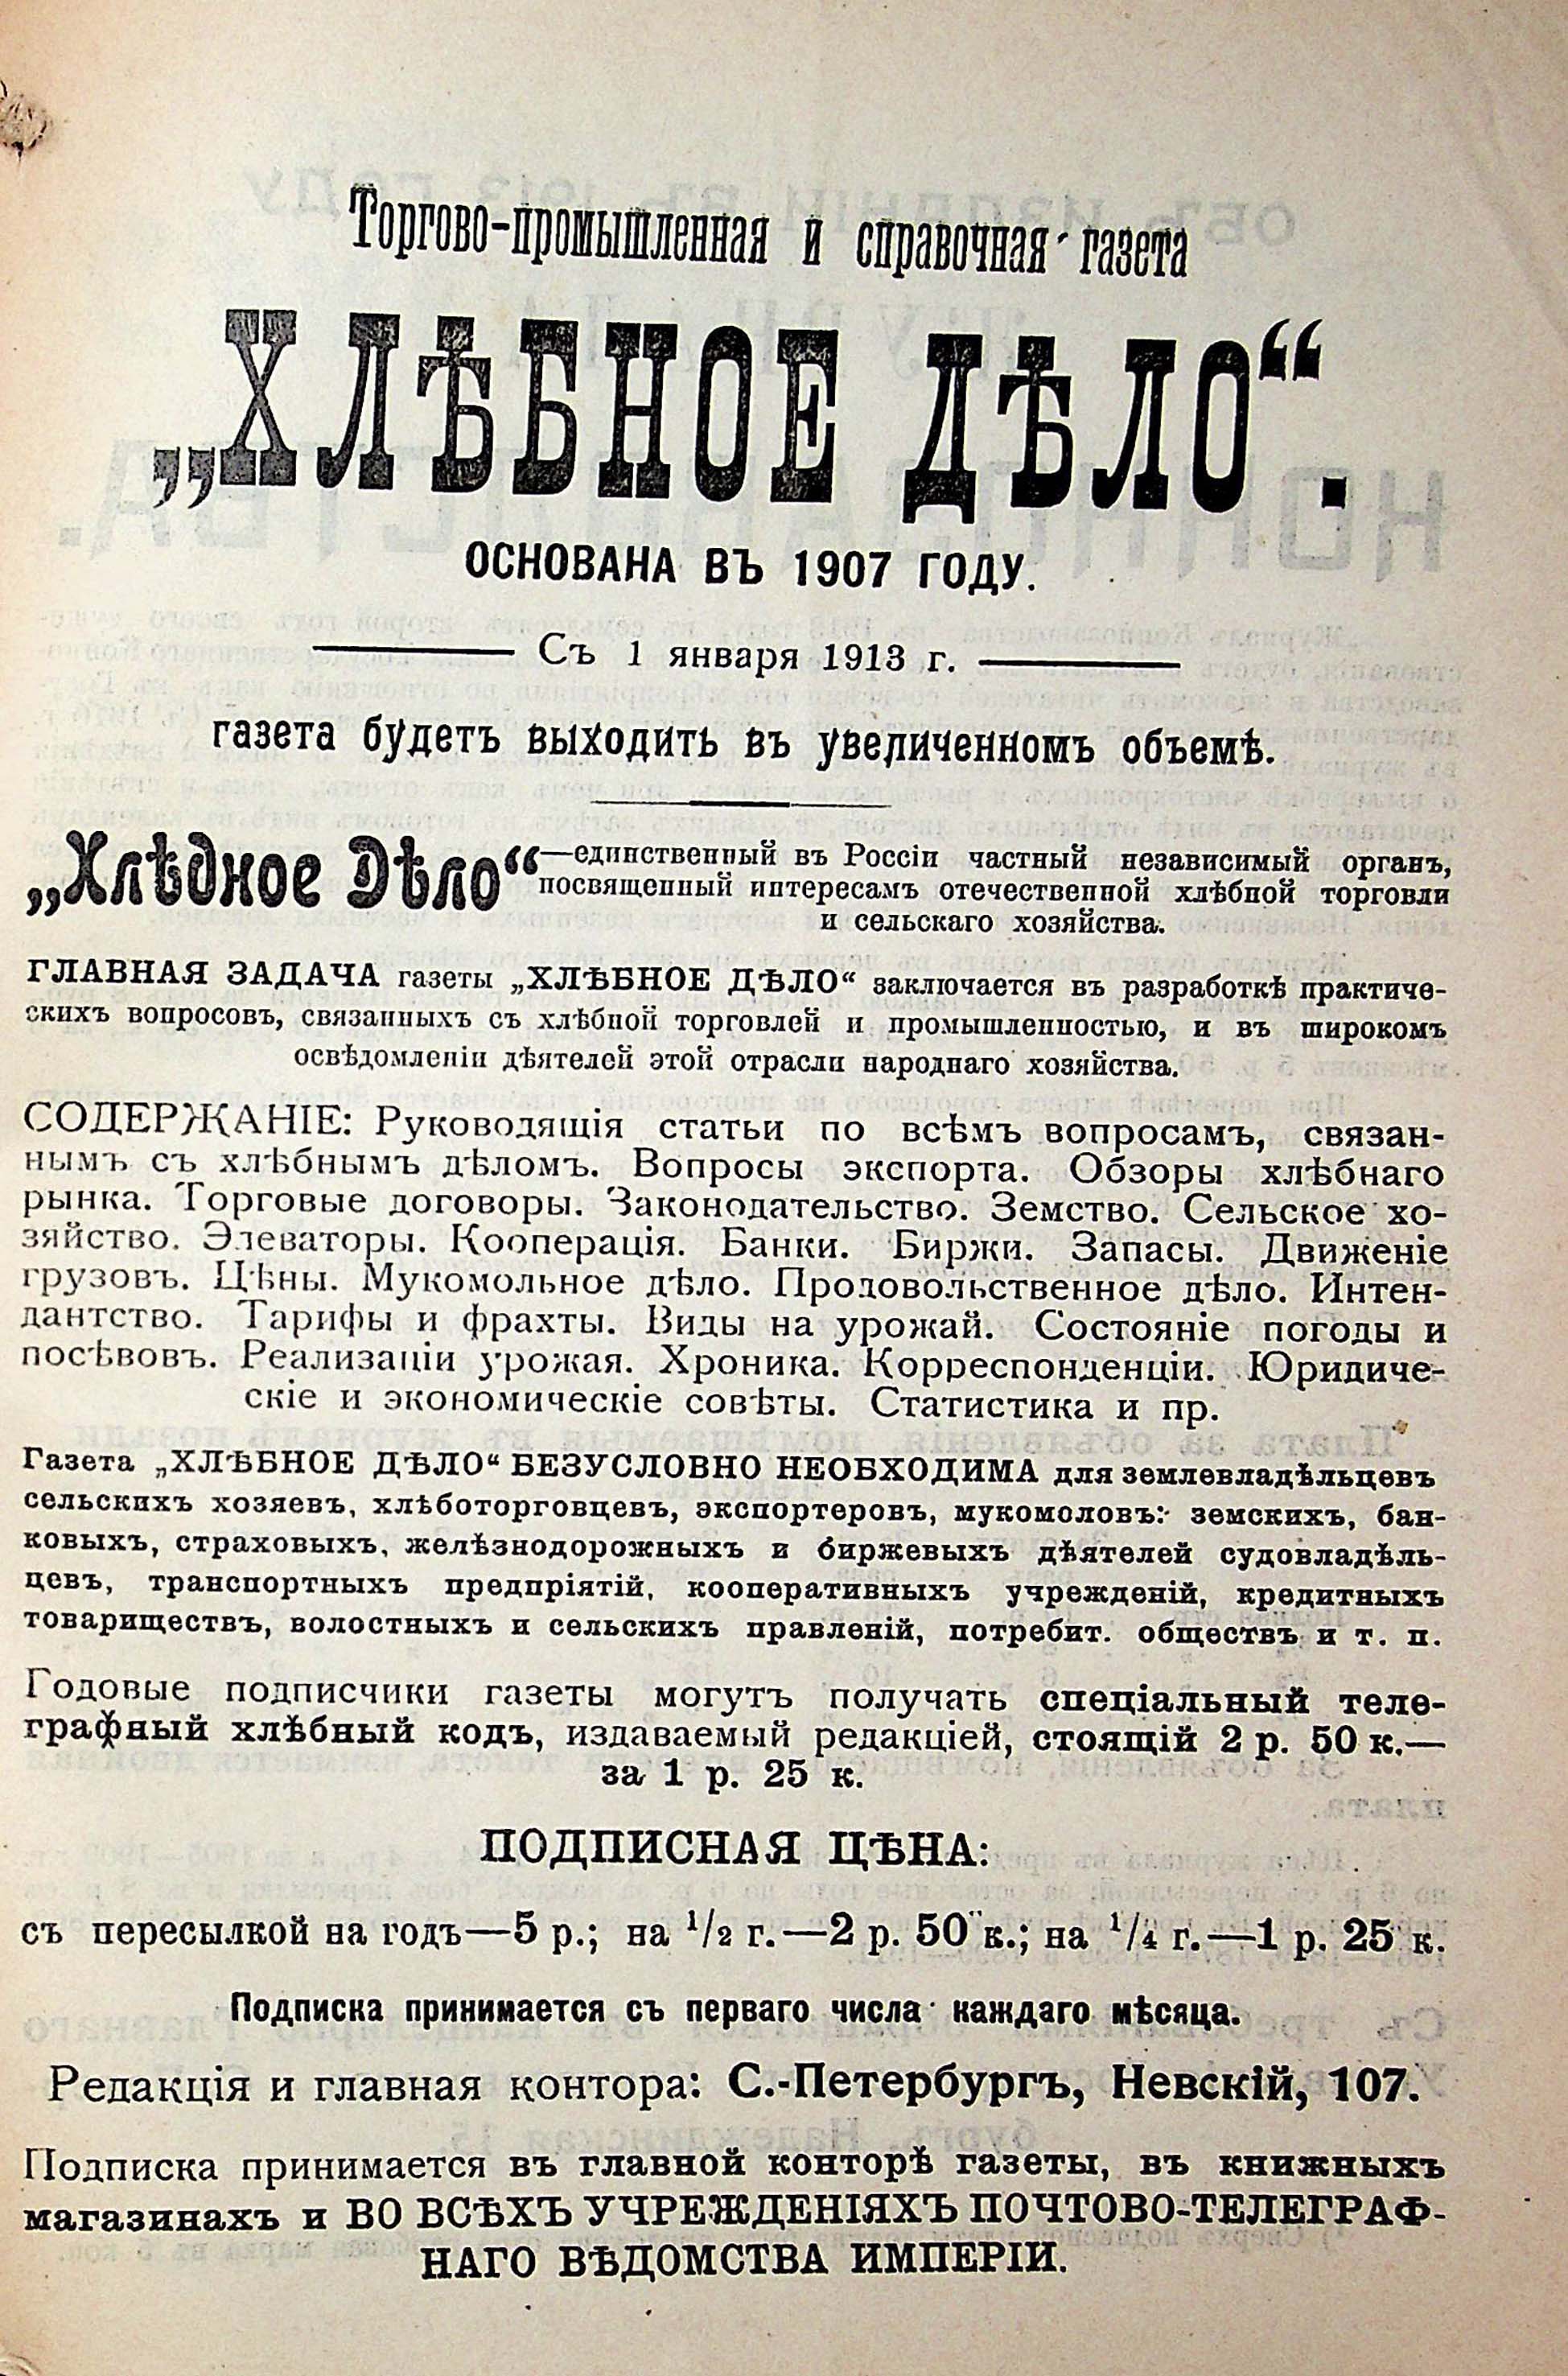 Торгово-промышленная и справочная газета
„ХЛѢБНОЕ ДѢЛО“.
ОСНОВАНА ВЪ 1907 ГОДУ.
Съ 1 января 1913 г.
газета будетъ выходить въ увеличенномъ объемѣ.
„Хлѣбное Дѣло“—единственный въ Россіи частный независимый органъ,
посвященный интересамъ отечественной хлѣбной торговли
и сельскаго хозяйства.
ГЛАВНАЯ ЗАДАЧА газеты „ХЛѢБНОЕ ДѢЛО“ заключается въ разработкѣ практиче-
скихъ вопросовъ, связанныхъ съ хлѣбной торговлей и промышленностью, и въ широкомъ
освѣдомленіи дѣятелей этой отрасли народнаго хозяйства.
СОДЕРЖАНІЕ: Руководящія статьи по всѣмъ вопросамъ, связан-
нымъ съ хлѣбнымъ дѣломъ. Вопросы экспорта. Обзоры хлѣбнаго
рынка. Торговые договоры. Законодательство. Земство. Сельское хо-
зяйство. Элеваторы. Кооперація. Банки. Биржи. Запасы. Движеніе
грузовъ. Цѣны. Мукомольное дѣло. Продовольственное дѣло. Интен-
дантство. Тарифы и фрахты. Виды на урожай. Состояніе погоды и
посѣвовъ. Реализаціи урожая. Хроника. Корреспонденціи. Юридиче-
скіе и экономическіе совѣты. Статистика и пр.
Газета „ХЛѢБНОЕ ДѢЛО“ БЕЗУСЛОВНО НЕОБХОДИМА для землевладѣльцевъ
сельскихъ хозяевъ, хлѣботорговцевъ, экспортеровъ, мукомоловъ: земскихъ, бан-
ковыхъ, страховыхъ, желѣзнодорожныхъ и биржевыхъ дѣятелей судовладѣль-
цевъ, транспортныхъ предпріятій, кооперативныхъ учрежденій, кредитныхъ
товариществъ, волостныхъ и сельскихъ правленій, потребит. обществъ и т. п.
Годовые подписчики газеты могутъ получать спеціальный теле-
графный хлѣбный кодъ, издаваемый редакціей, стоящій 2 р. 50 к.—
за 1 р. 25 к.
ПОДПИСНАЯ ЦѢНА:
съ пересылкой на годъ—5 р.; на 1/2 г.—2 р. 50 к.; на 1/4 г.—1 р. 25 к.
Подписка принимается съ перваго числа каждаго мѣсяца.
Редакція и главная контора: С.-Петербургъ, Невскій, 107.
Подписка принимается въ главной конторѣ газеты, въ книжныхъ
магазинахъ и ВО ВСѢХЪ УЧРЕЖДЕНІЯХЪ ПОЧТОВО-ТЕЛЕГРАФ-
НАГО ВѢДОМСТВА ИМПЕРІИ.